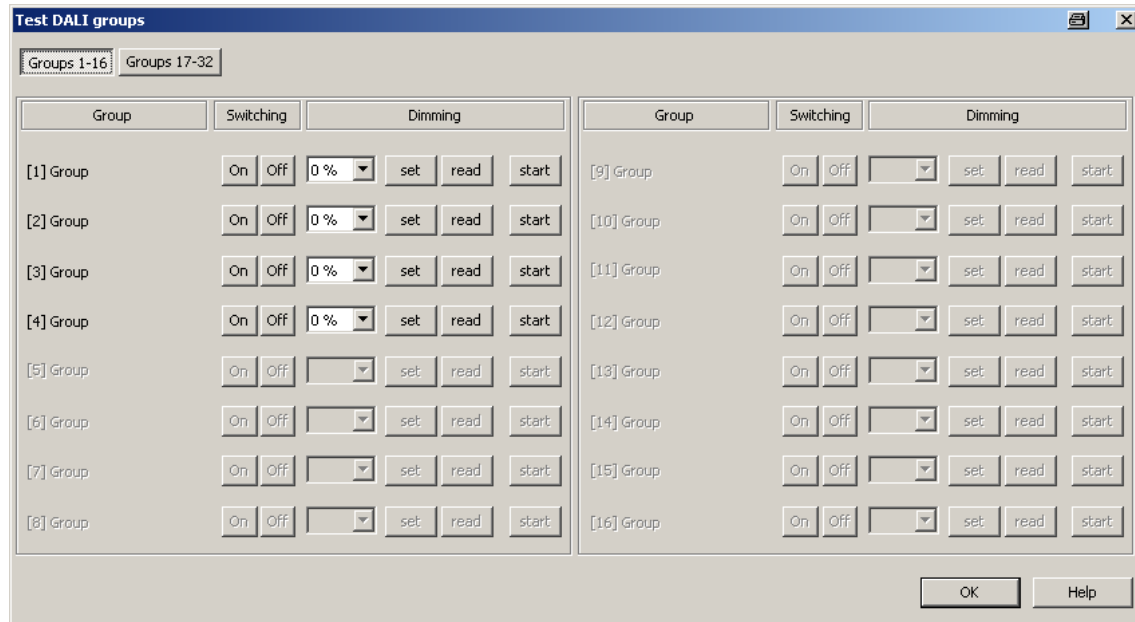 Test DALI groups
Groups 1-16 Groups 17-32
Group Switching Dimming Group Switching Dimming
[1] Group On Off 0 % set read start [9] Group On Off set read start
[2] Group On Off 0 % set read start [10] Group On Off set read start
[3] Group On Off 0 % set read start [11] Group On Off set read start
[4] Group On Off 0 % set read start [12] Group On Off set read start
[5] Group On Off set read start [13] Group On Off set read start
[6] Group On Off set read start [14] Group On Off set read start
[7] Group On Off set read start [15] Group On Off set read start
[8] Group On Off set read start [16] Group On Off set read start
OK Help